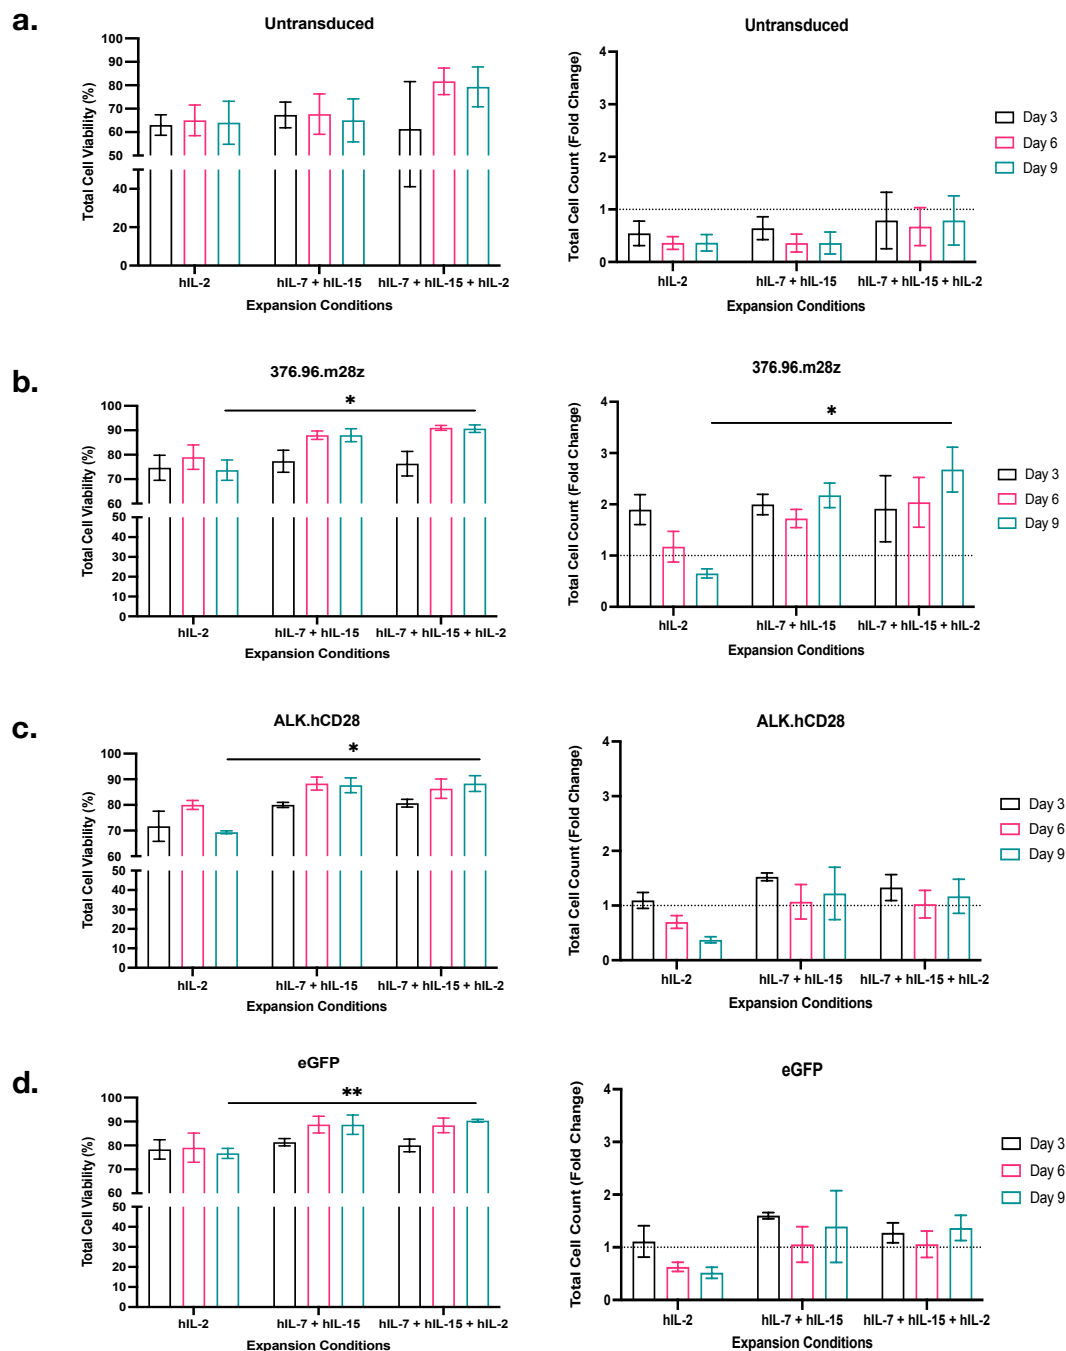 a.
Untransduced
Total Cell Viability (%)
100
90
80
70
60
50
40
20
0
hIL-2
hIL-7 + hIL-15
hIL-7 + hIL-15 + hIL-2
Expansion Conditions
Untransduced
Total Cell Count (Fold Change)
4
3
2
1
0
hIL-2
hIL-7 + hIL-15
hIL-7 + hIL-15 + hIL-2
Expansion Conditions
Day 3
Day 6
Day 9
b.
376.96.m28z
Total Cell Viability (%)
100
90
80
70
60
50
40
30
20
10
0
*
hIL-2
hIL-7 + hIL-15
hIL-7 + hIL-15 + hIL-2
Expansion Conditions
376.96.m28z
Total Cell Count (Fold Change)
4
3
2
1
0
*
hIL-2
hIL-7 + hIL-15
hIL-7 + hIL-15 + hIL-2
Expansion Conditions
Day 3
Day 6
Day 9
c.
ALK.hCD28
Total Cell Viability (%)
100
90
80
70
60
50
40
30
20
10
0
*
hIL-2
hIL-7 + hIL-15
hIL-7 + hIL-15 + hIL-2
Expansion Conditions
ALK.hCD28
Total Cell Count (Fold Change)
4
3
2
1
0
hIL-2
hIL-7 + hIL-15
hIL-7 + hIL-15 + hIL-2
Expansion Conditions
Day 3
Day 6
Day 9
d.
eGFP
Total Cell Viability (%)
100
90
80
70
60
50
40
30
20
10
0
**
hIL-2
hIL-7 + hIL-15
hIL-7 + hIL-15 + hIL-2
Expansion Conditions
eGFP
Total Cell Count (Fold Change)
4
3
2
1
0
hIL-2
hIL-7 + hIL-15
hIL-7 + hIL-15 + hIL-2
Expansion Conditions
Day 3
Day 6
Day 9